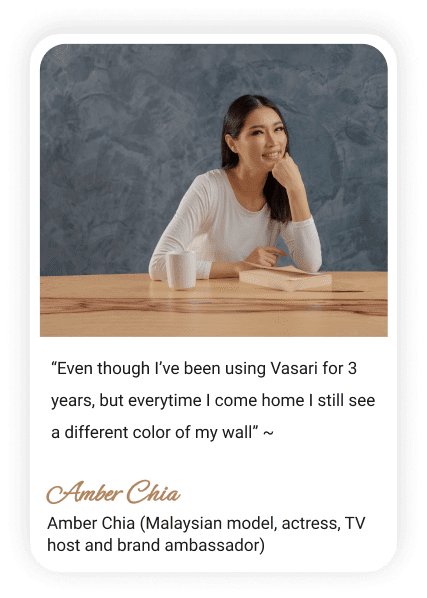 “Even though I’ve been using Vasari for 3
years, but everytime I come home I still see
a different color of my wall” ~
Amber Chia
Amber Chia (Malaysian model, actress, TV
host and brand ambassador)